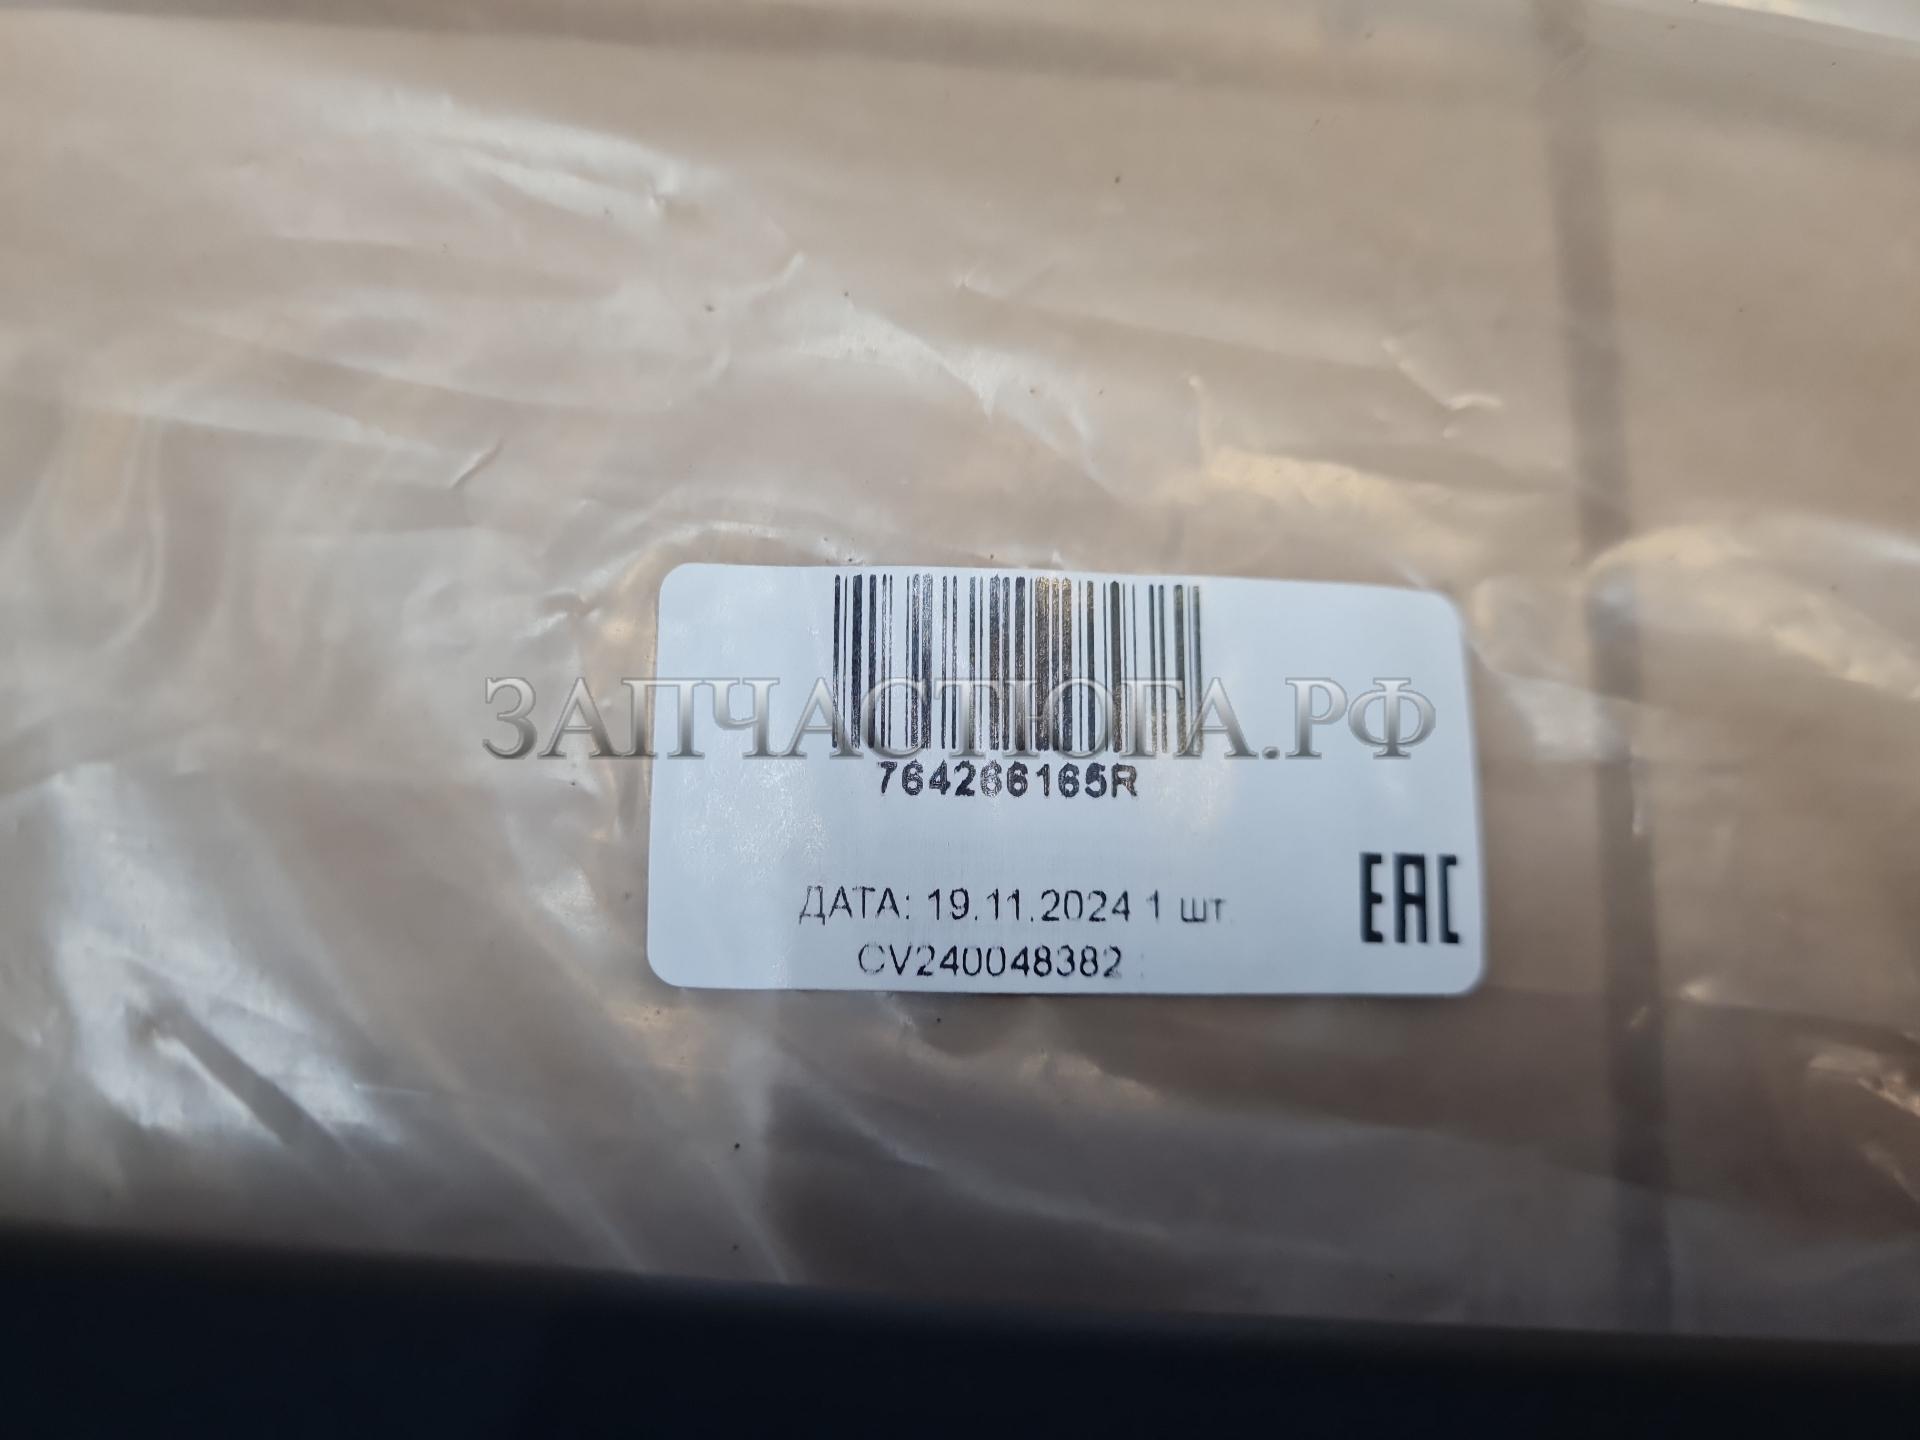 ЗАПЧАСТЮГА.РФ
764266165R
ДАТА: 19.11.2024 1 шт.
CV240048382
EAC